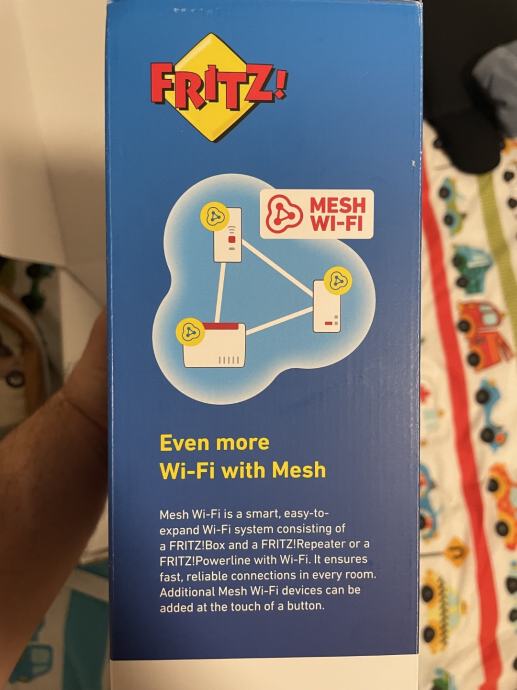 FRITZ!
MESH
WI-FI
Even more
Wi-Fi with Mesh
Mesh Wi-Fi is a smart, easy-to-
expand Wi-Fi system consisting of
a FRITZ!Box and a FRITZ!Repeater or a
FRITZ!Powerline with Wi-Fi. It ensures
fast, reliable connections in every room.
Additional Mesh Wi-Fi devices can be
added at the touch of a button.